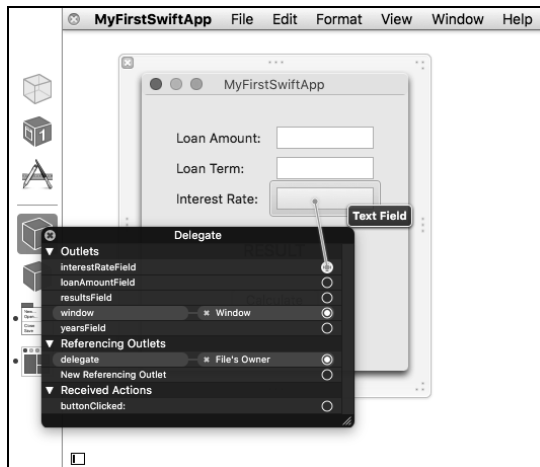 MyFirstSwiftApp File Edit Format View Window Help
MyFirstSwiftApp
Loan Amount:
Loan Term:
Interest Rate:
Text Field
Delegate
RESULT
Outlets
interestRateField
loanAmountField
resultsField
window × Window
yearsField
Referencing Outlets
delegate × File's Owner
New Referencing Outlet
Received Actions
buttonClicked: